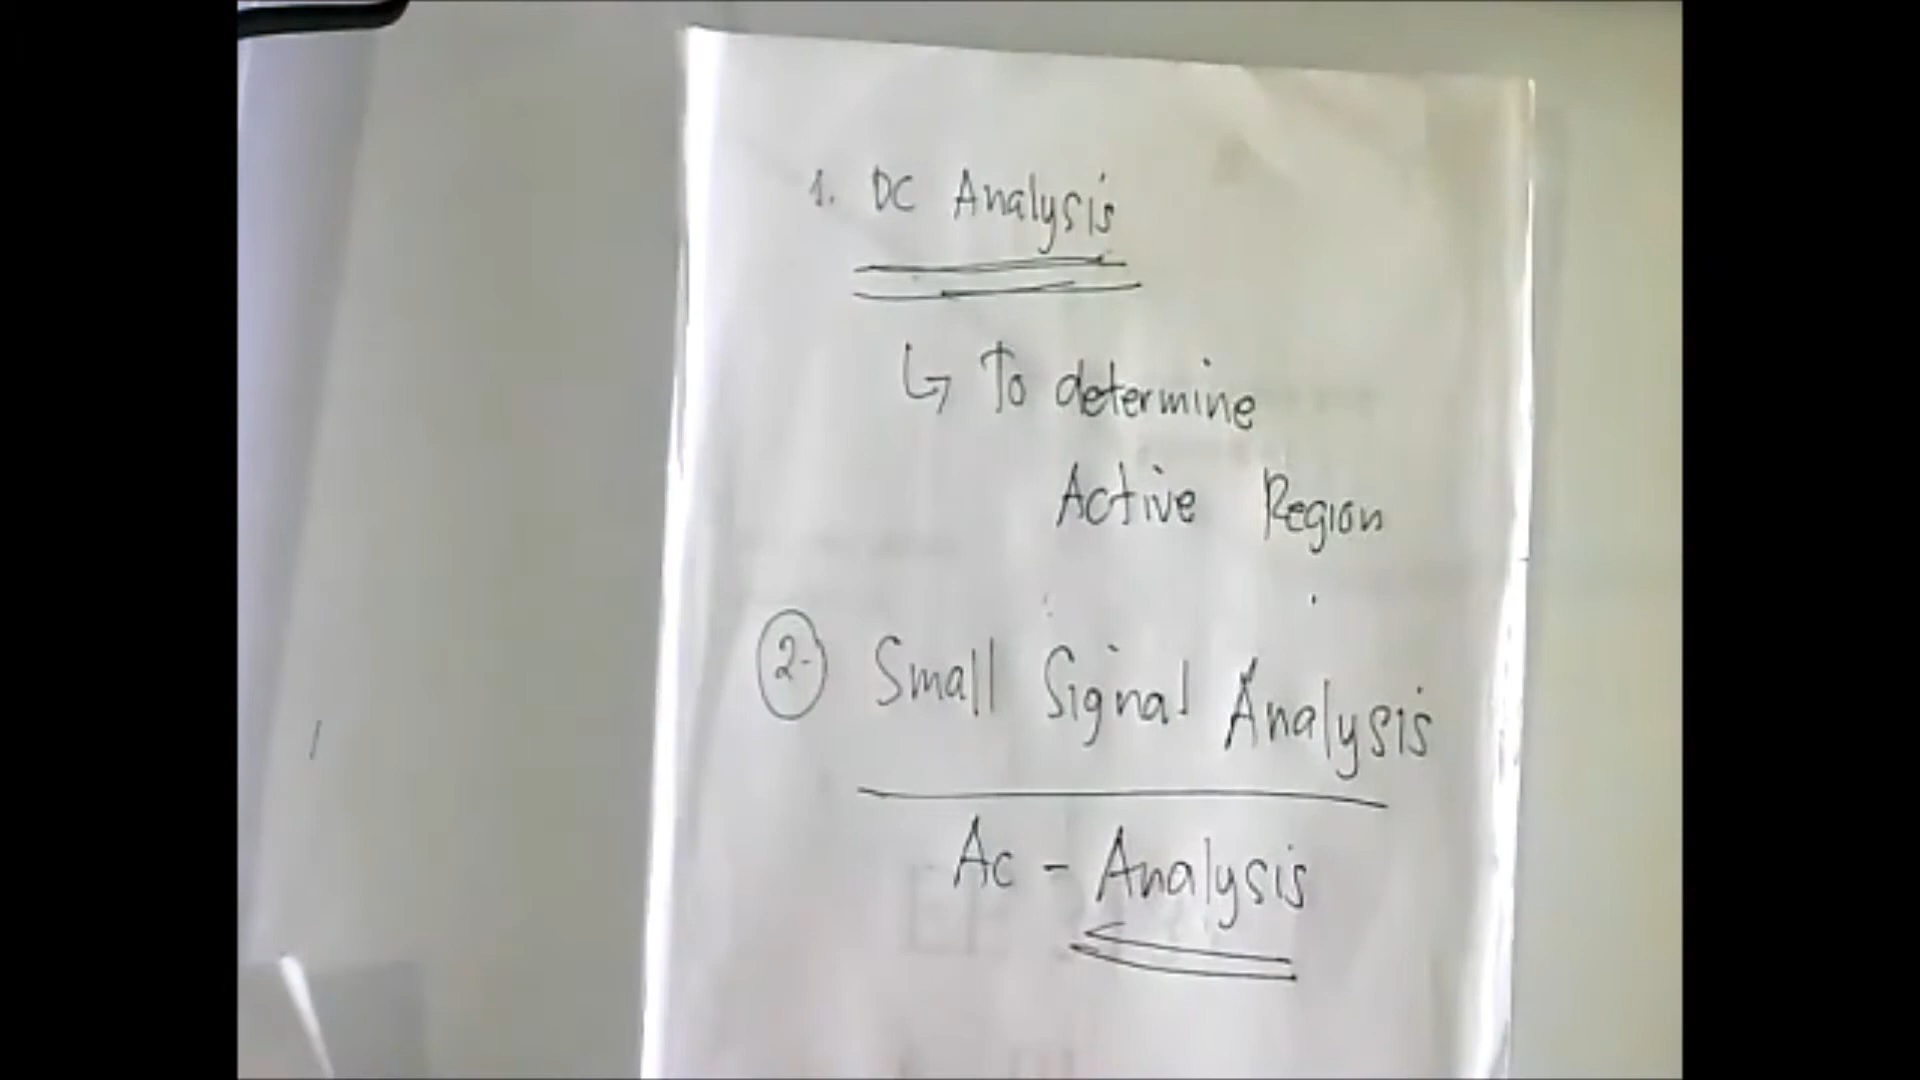 1. DC Analysis
↳ To determine
Active Region
2. Small Signal Analysis
Ac - Analysis